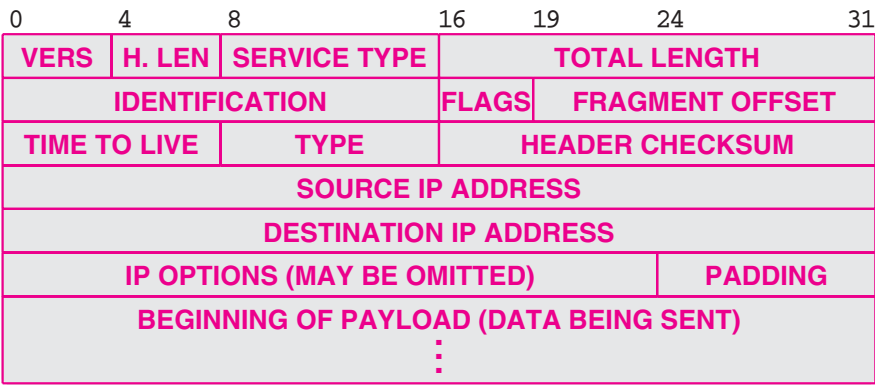 0 4 8 16 19 24 31
VERS H. LEN SERVICE TYPE TOTAL LENGTH
IDENTIFICATION FLAGS FRAGMENT OFFSET
TIME TO LIVE TYPE HEADER CHECKSUM
SOURCE IP ADDRESS
DESTINATION IP ADDRESS
IP OPTIONS (MAY BE OMITTED) PADDING
BEGINNING OF PAYLOAD (DATA BEING SENT)
⋮